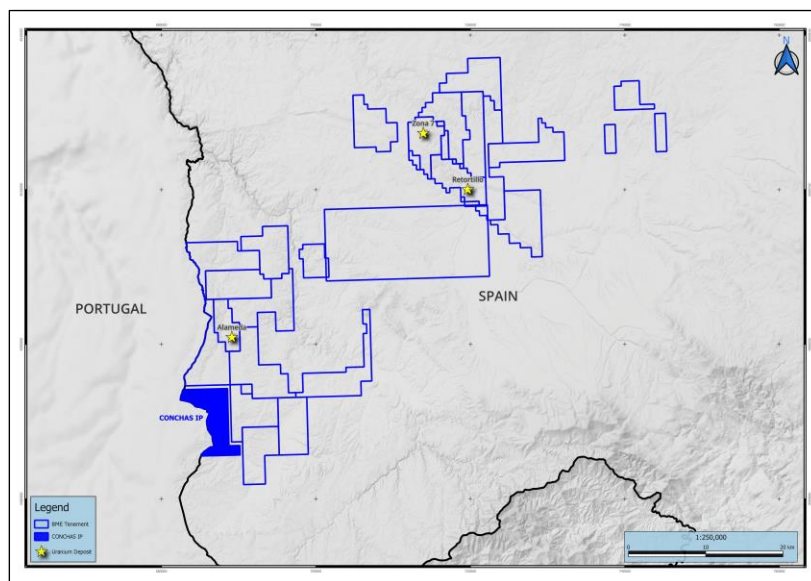 N
Zona 7
Retortillo
PORTUGAL
SPAIN
Alameda
CONCHAS IP
Legend
BME Tenement
CONCHAS IP
Uranium Deposit
1:250,000
0 10 20 km